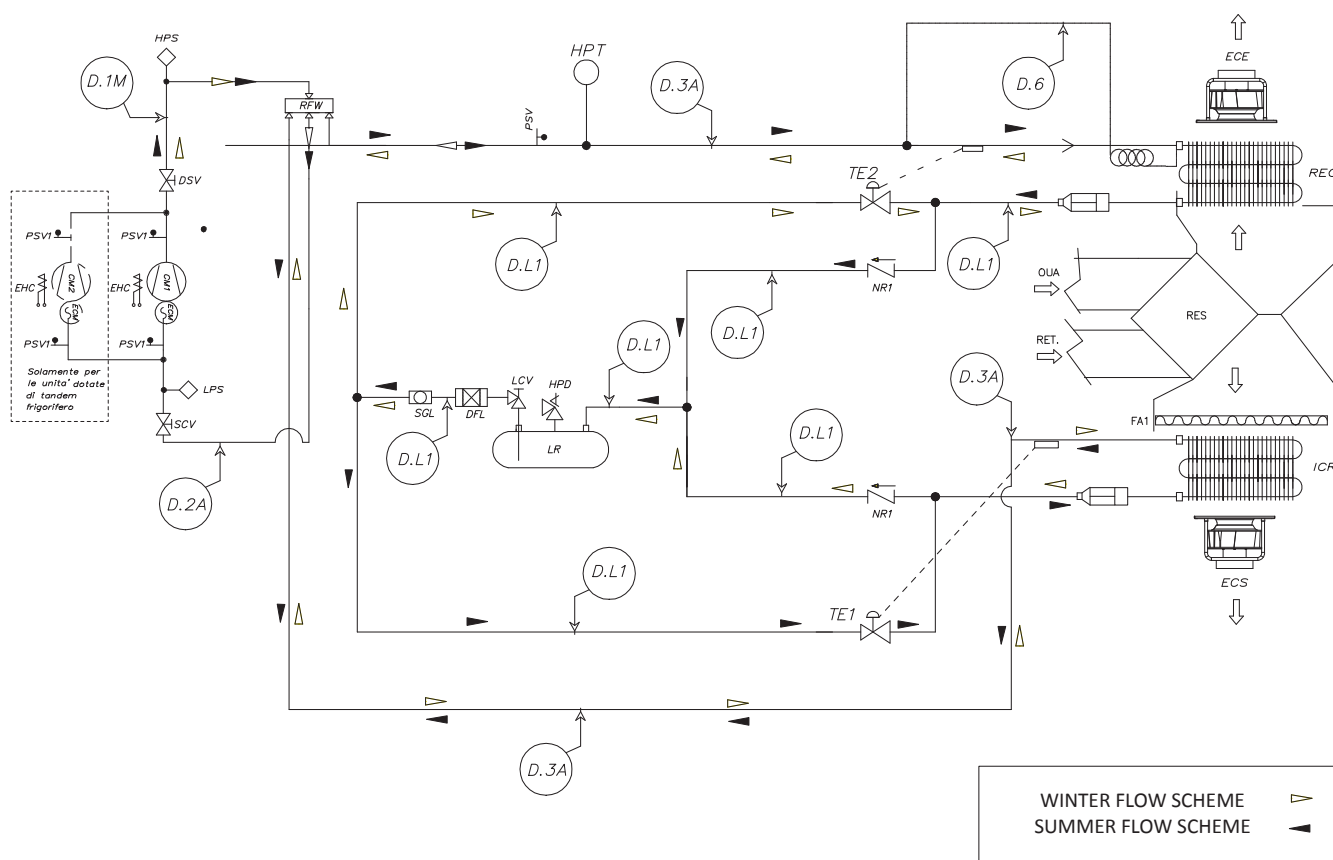 HPS
D.1M
RFW
HPT
PSV
D.3A
D.6
ECE
REC
DSV
PSV1
PSV1
EHC
CM2
EHC
CM1
ECM
ECM
PSV1
PSV1
Solamente per
le unita' dotate
di tandem
frigorifero
LPS
SCV
D.2A
TE2
D.L1
D.L1
D.L1
NR1
OUA
RET.
RES
FA1
D.L1
LCV
HPD
SGL
DFL
D.L1
LR
D.L1
NR1
D.3A
ICR
ECS
D.L1
TE1
D.3A
WINTER FLOW SCHEME
SUMMER FLOW SCHEME